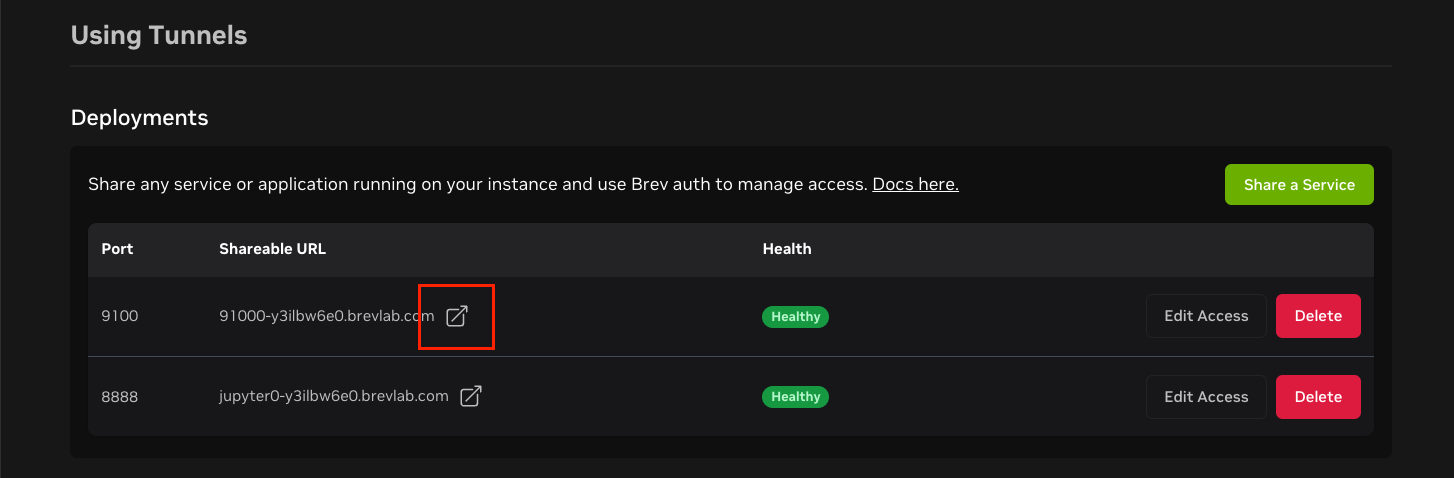 Using Tunnels
Deployments
Share any service or application running on your instance and use Brev auth to manage access. Docs here.
Share a Service
Port Shareable URL Health
9100 91000-y3ilbw6e0.brevlab.com Healthy Edit Access Delete
8888 jupyter0-y3ilbw6e0.brevlab.com Healthy Edit Access Delete